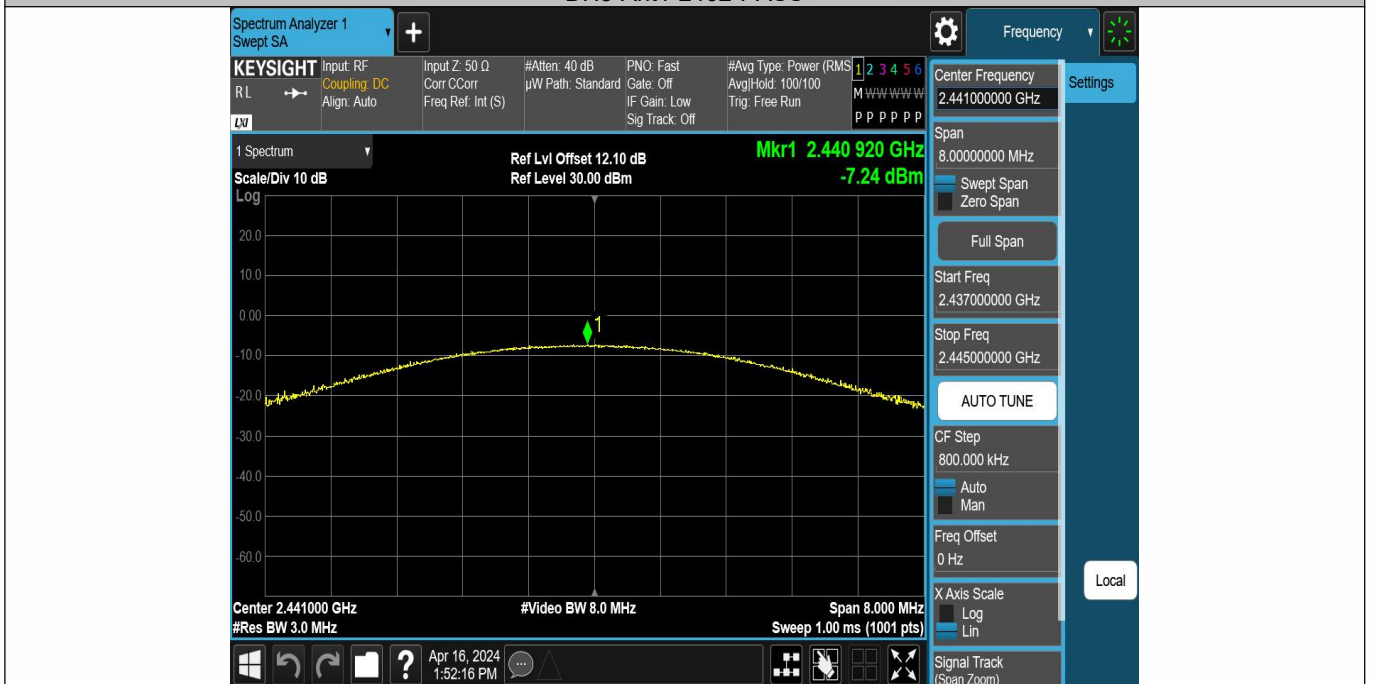 Spectrum Analyzer 1
Swept SA
Frequency
KEYSIGHT
RL
LXI
Input: RF
Coupling: DC
Align: Auto
Input Z: 50 Ω
Corr CCorr
Freq Ref: Int (S)
#Atten: 40 dB
µW Path: Standard
PNO: Fast
Gate: Off
IF Gain: Low
Sig Track: Off
#Avg Type: Power (RMS
Avg|Hold: 100/100
Trig: Free Run
1 2 3 4 5 6
M W W W W W
P P P P P P
1 Spectrum
Scale/Div 10 dB
Log
Ref Lvl Offset 12.10 dB
Ref Level 30.00 dBm
Mkr1 2.440 920 GHz
-7.24 dBm
20.0
10.0
0.00
-10.0
-20.0
-30.0
-40.0
-50.0
-60.0
1
Center 2.441000 GHz
#Video BW 8.0 MHz
Span 8.000 MHz
#Res BW 3.0 MHz
Sweep 1.00 ms (1001 pts)
Center Frequency
2.441000000 GHz
Settings
Span
8.00000000 MHz
Swept Span
Zero Span
Full Span
Start Freq
2.437000000 GHz
Stop Freq
2.445000000 GHz
AUTO TUNE
CF Step
800.000 kHz
Auto
Man
Freq Offset
0 Hz
X Axis Scale
Log
Lin
Local
Signal Track
(Span Zoom)
?
Apr 16, 2024
1:52:16 PM